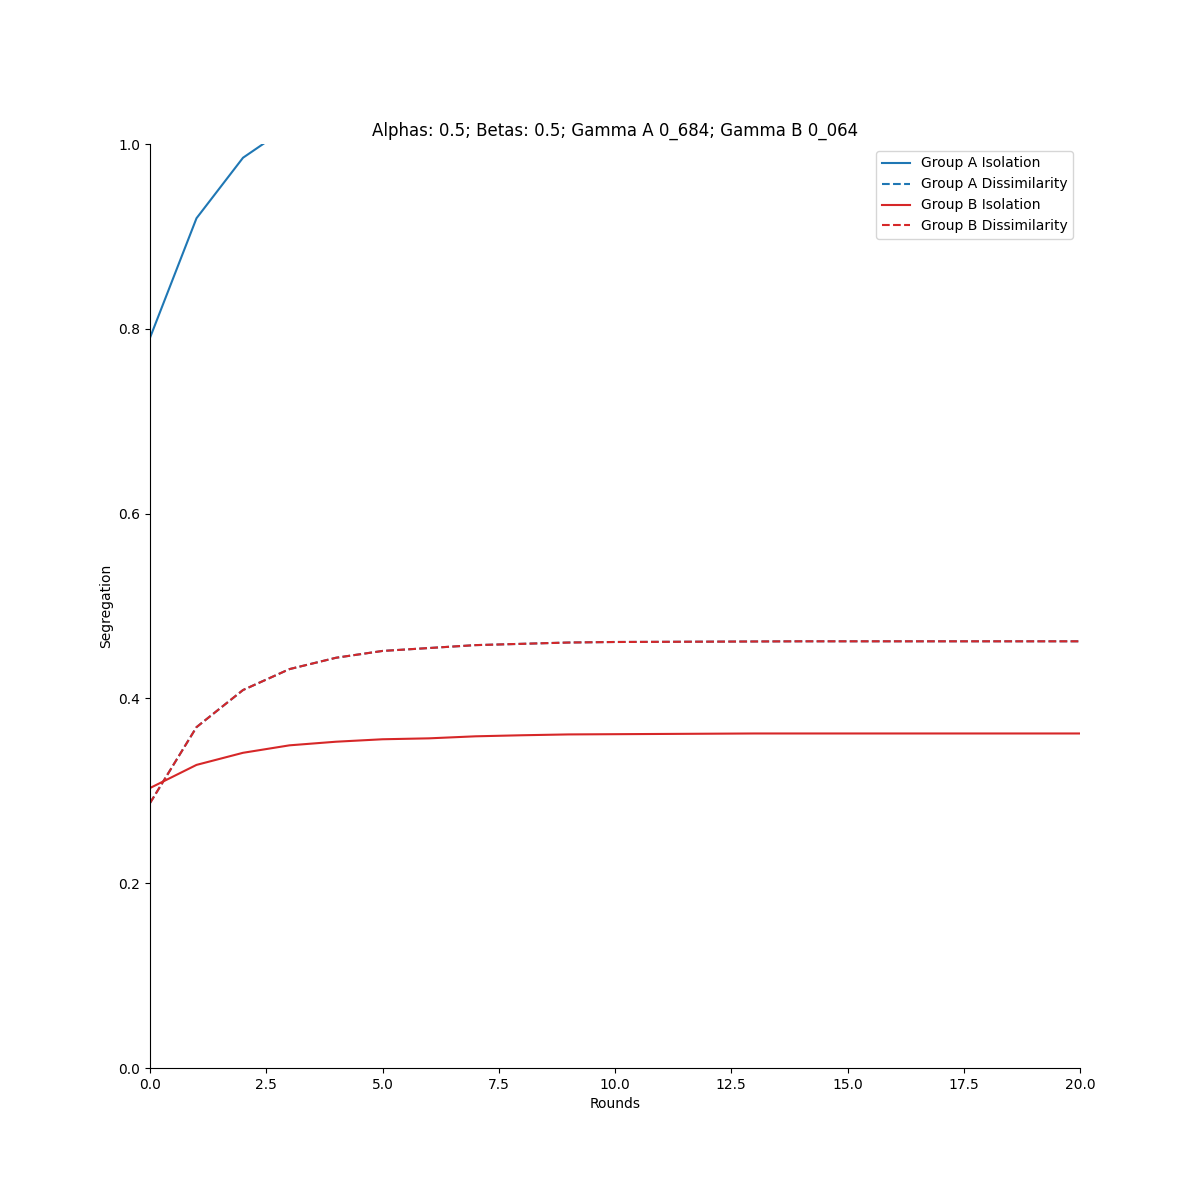 Alphas: 0.5; Betas: 0.5; Gamma A 0_684; Gamma B 0_064
Group A Isolation
Group A Dissimilarity
Group B Isolation
Group B Dissimilarity
Segregation
1.0
0.8
0.6
0.4
0.2
0.0
0.0 2.5 5.0 7.5 10.0 12.5 15.0 17.5 20.0
Rounds